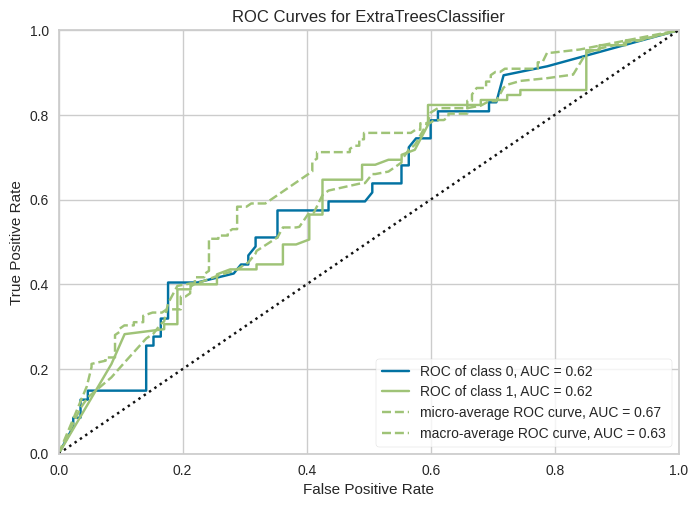 ROC Curves for ExtraTreesClassifier
1.0
0.8
0.6
0.4
0.2
0.0
True Positive Rate
ROC of class 0, AUC = 0.62
ROC of class 1, AUC = 0.62
micro-average ROC curve, AUC = 0.67
macro-average ROC curve, AUC = 0.63
0.0 0.2 0.4 0.6 0.8 1.0
False Positive Rate